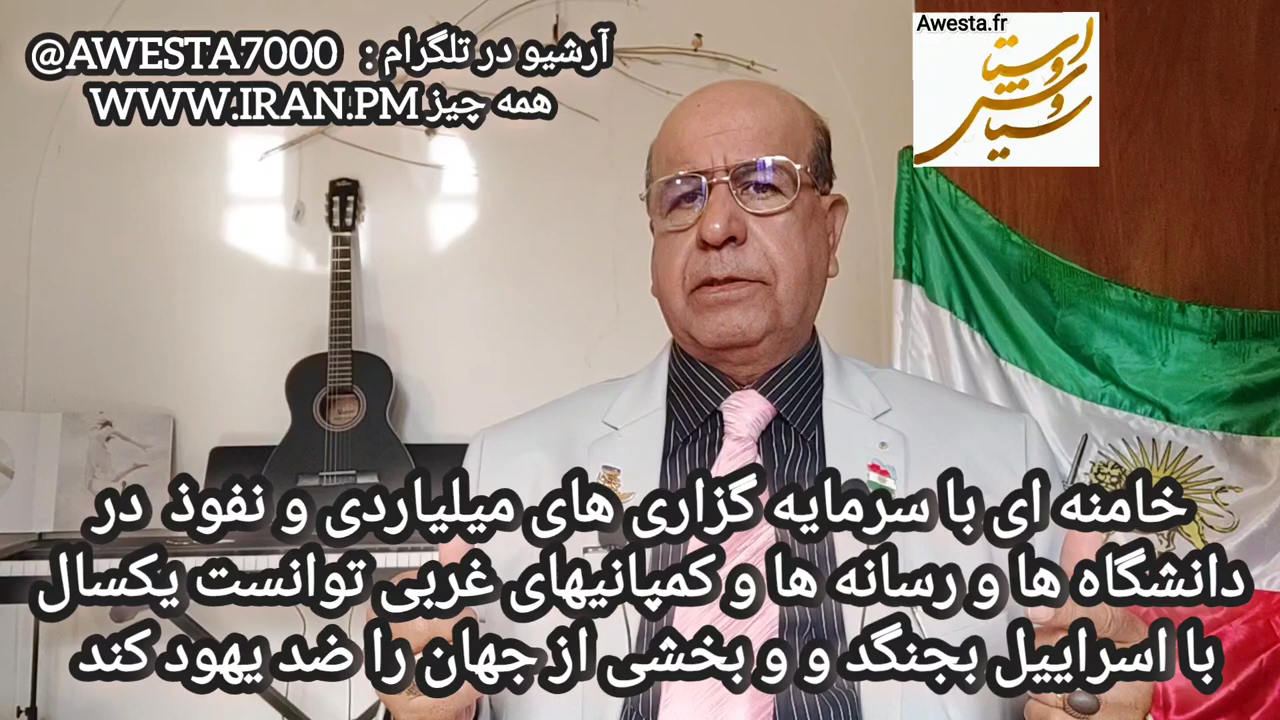 آرشیو در تلگرام : @AWESTA7000
همه چیز WWW.IRAN.PM
Awesta.fr
اوستا
و
سیاوش
خامنه ای با سرمایه گزاری های میلیاردی و نفوذ در
دانشگاه ها و رسانه ها و کمپانیهای غربی توانست یکسال
با اسراییل بجنگد و و بخشی از جهان را ضد یهود کند